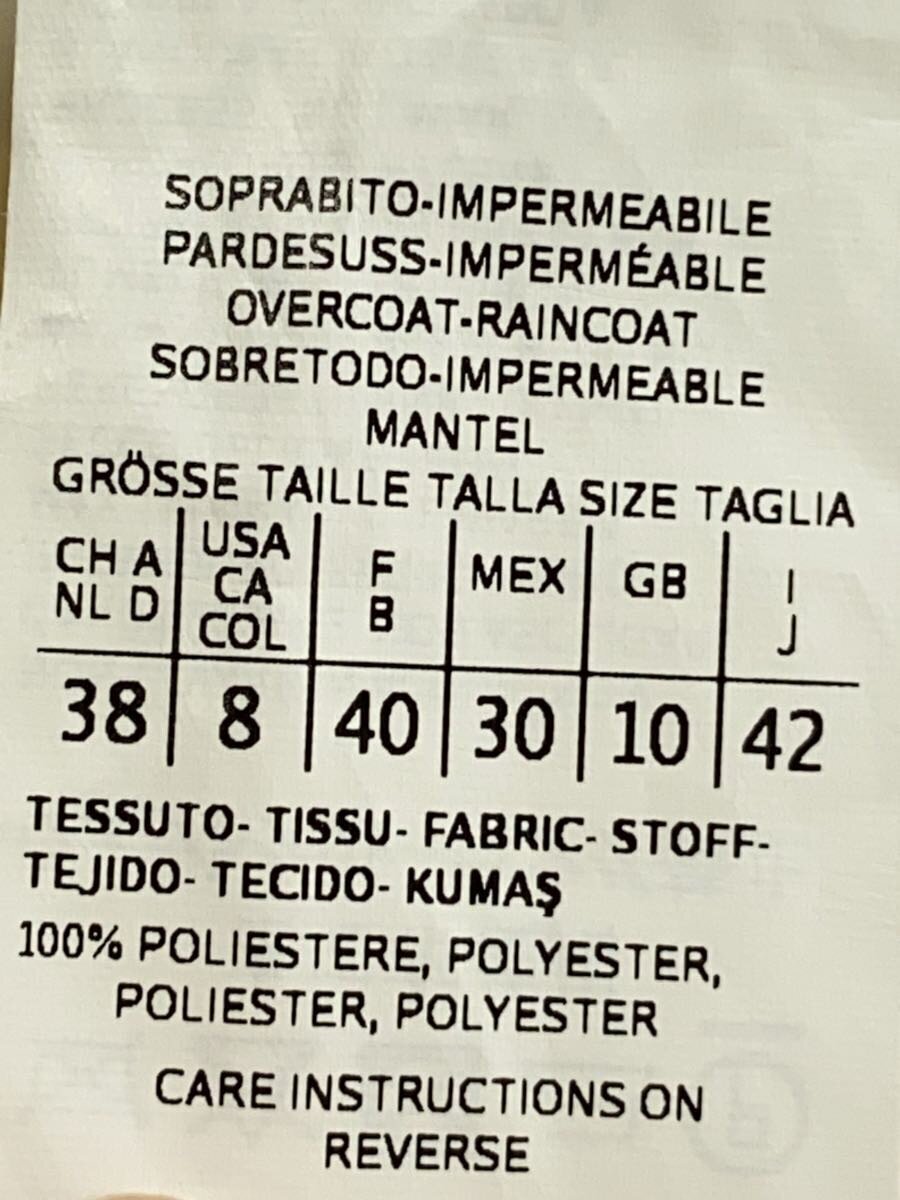 SOPRABITO-IMPERMEABILE
PARDESUSS-IMPERMÉABLE
OVERCOAT-RAINCOAT
SOBRETODO-IMPERMEABLE
MANTEL
GRÖSSE TAILLE TALLA SIZE TAGLIA
CH A NL D | USA CA COL | F B | MEX | GB | I J
38 | 8 | 40 | 30 | 10 | 42
TESSUTO- TISSU- FABRIC- STOFF-
TEJIDO- TECIDO- KUMAŞ
100% POLIESTERE, POLYESTER,
POLIESTER, POLYESTER
CARE INSTRUCTIONS ON
REVERSE